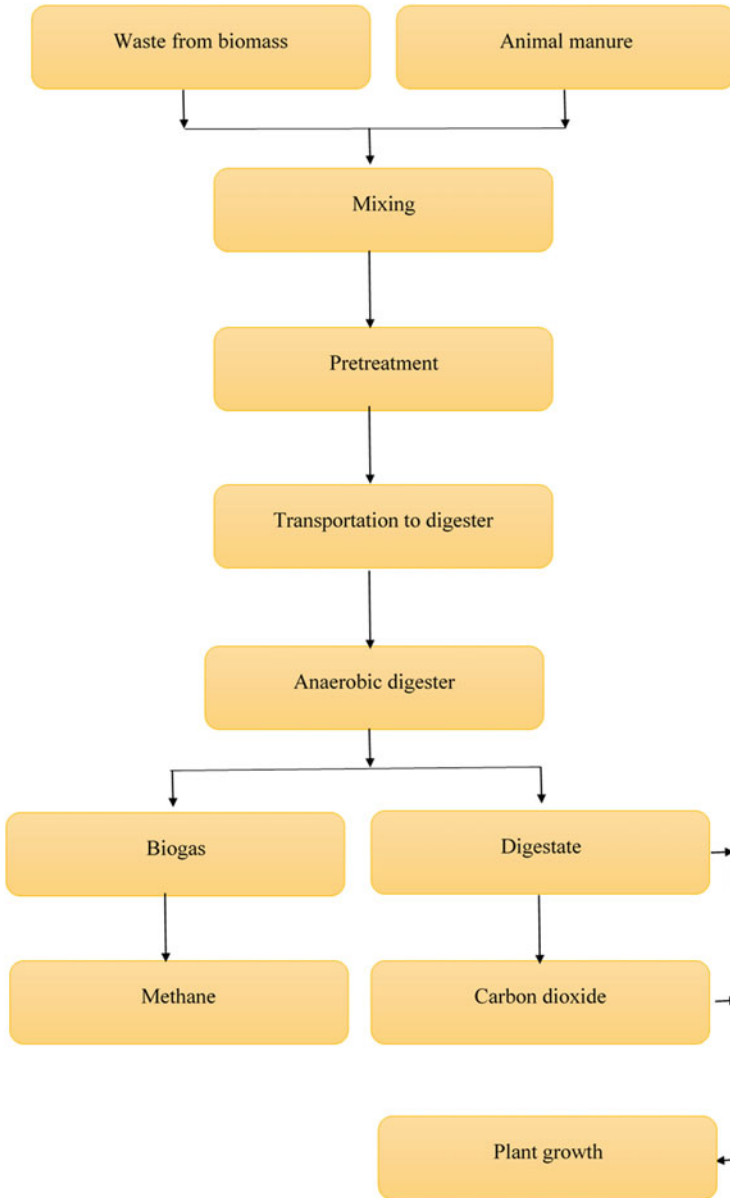 Waste from biomass
Animal manure
Mixing
Pretreatment
Transportation to digester
Anaerobic digester
Biogas
Digestate
Methane
Carbon dioxide
Plant growth